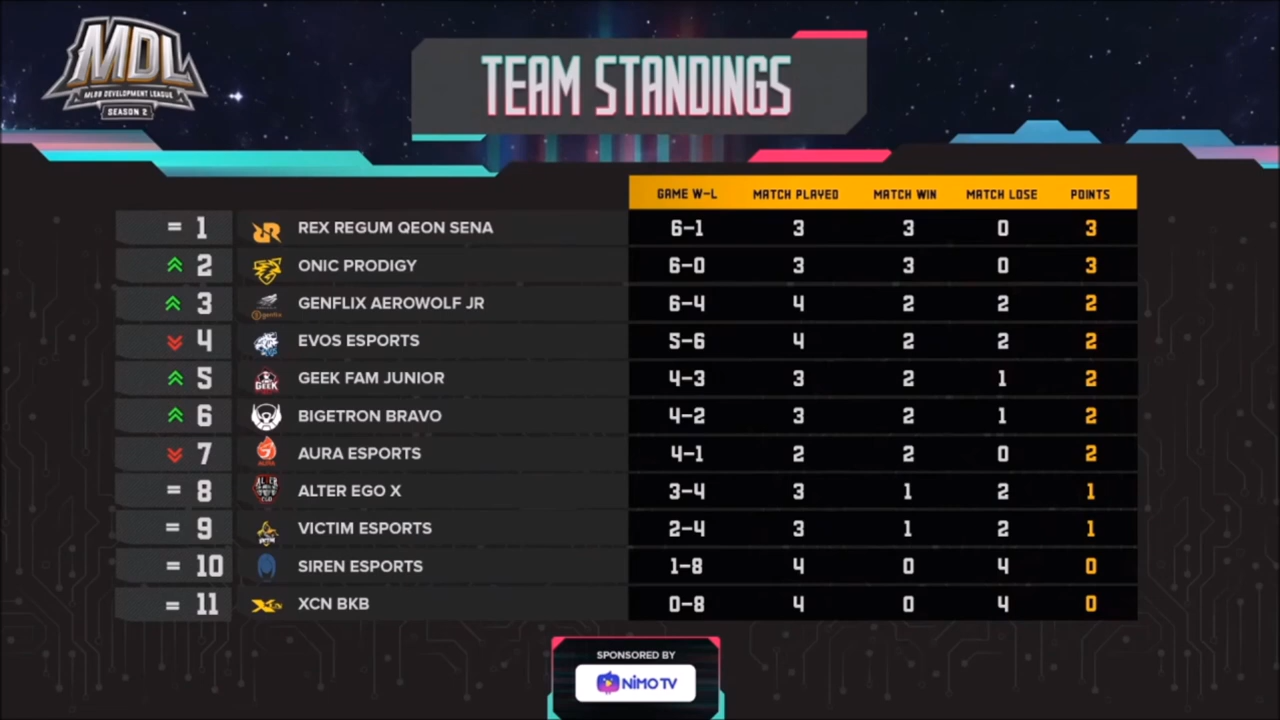 MDL
MLBB DEVELOPMENT LEAGUE
SEASON 2
TEAM STANDINGS
GAME W-L MATCH PLAYED MATCH WIN MATCH LOSE POINTS
= 1 REX REGUM QEON SENA 6-1 3 3 0 3
2 ONIC PRODIGY 6-0 3 3 0 3
3 GENFLIX AEROWOLF JR 6-4 4 2 2 2
4 EVOS ESPORTS 5-6 4 2 2 2
5 GEEK FAM JUNIOR 4-3 3 2 1 2
6 BIGETRON BRAVO 4-2 3 2 1 2
7 AURA ESPORTS 4-1 2 2 0 2
= 8 ALTER EGO X 3-4 3 1 2 1
= 9 VICTIM ESPORTS 2-4 3 1 2 1
= 10 SIREN ESPORTS 1-8 4 0 4 0
= 11 XCN BKB 0-8 4 0 4 0
SPONSORED BY
NIMO TV